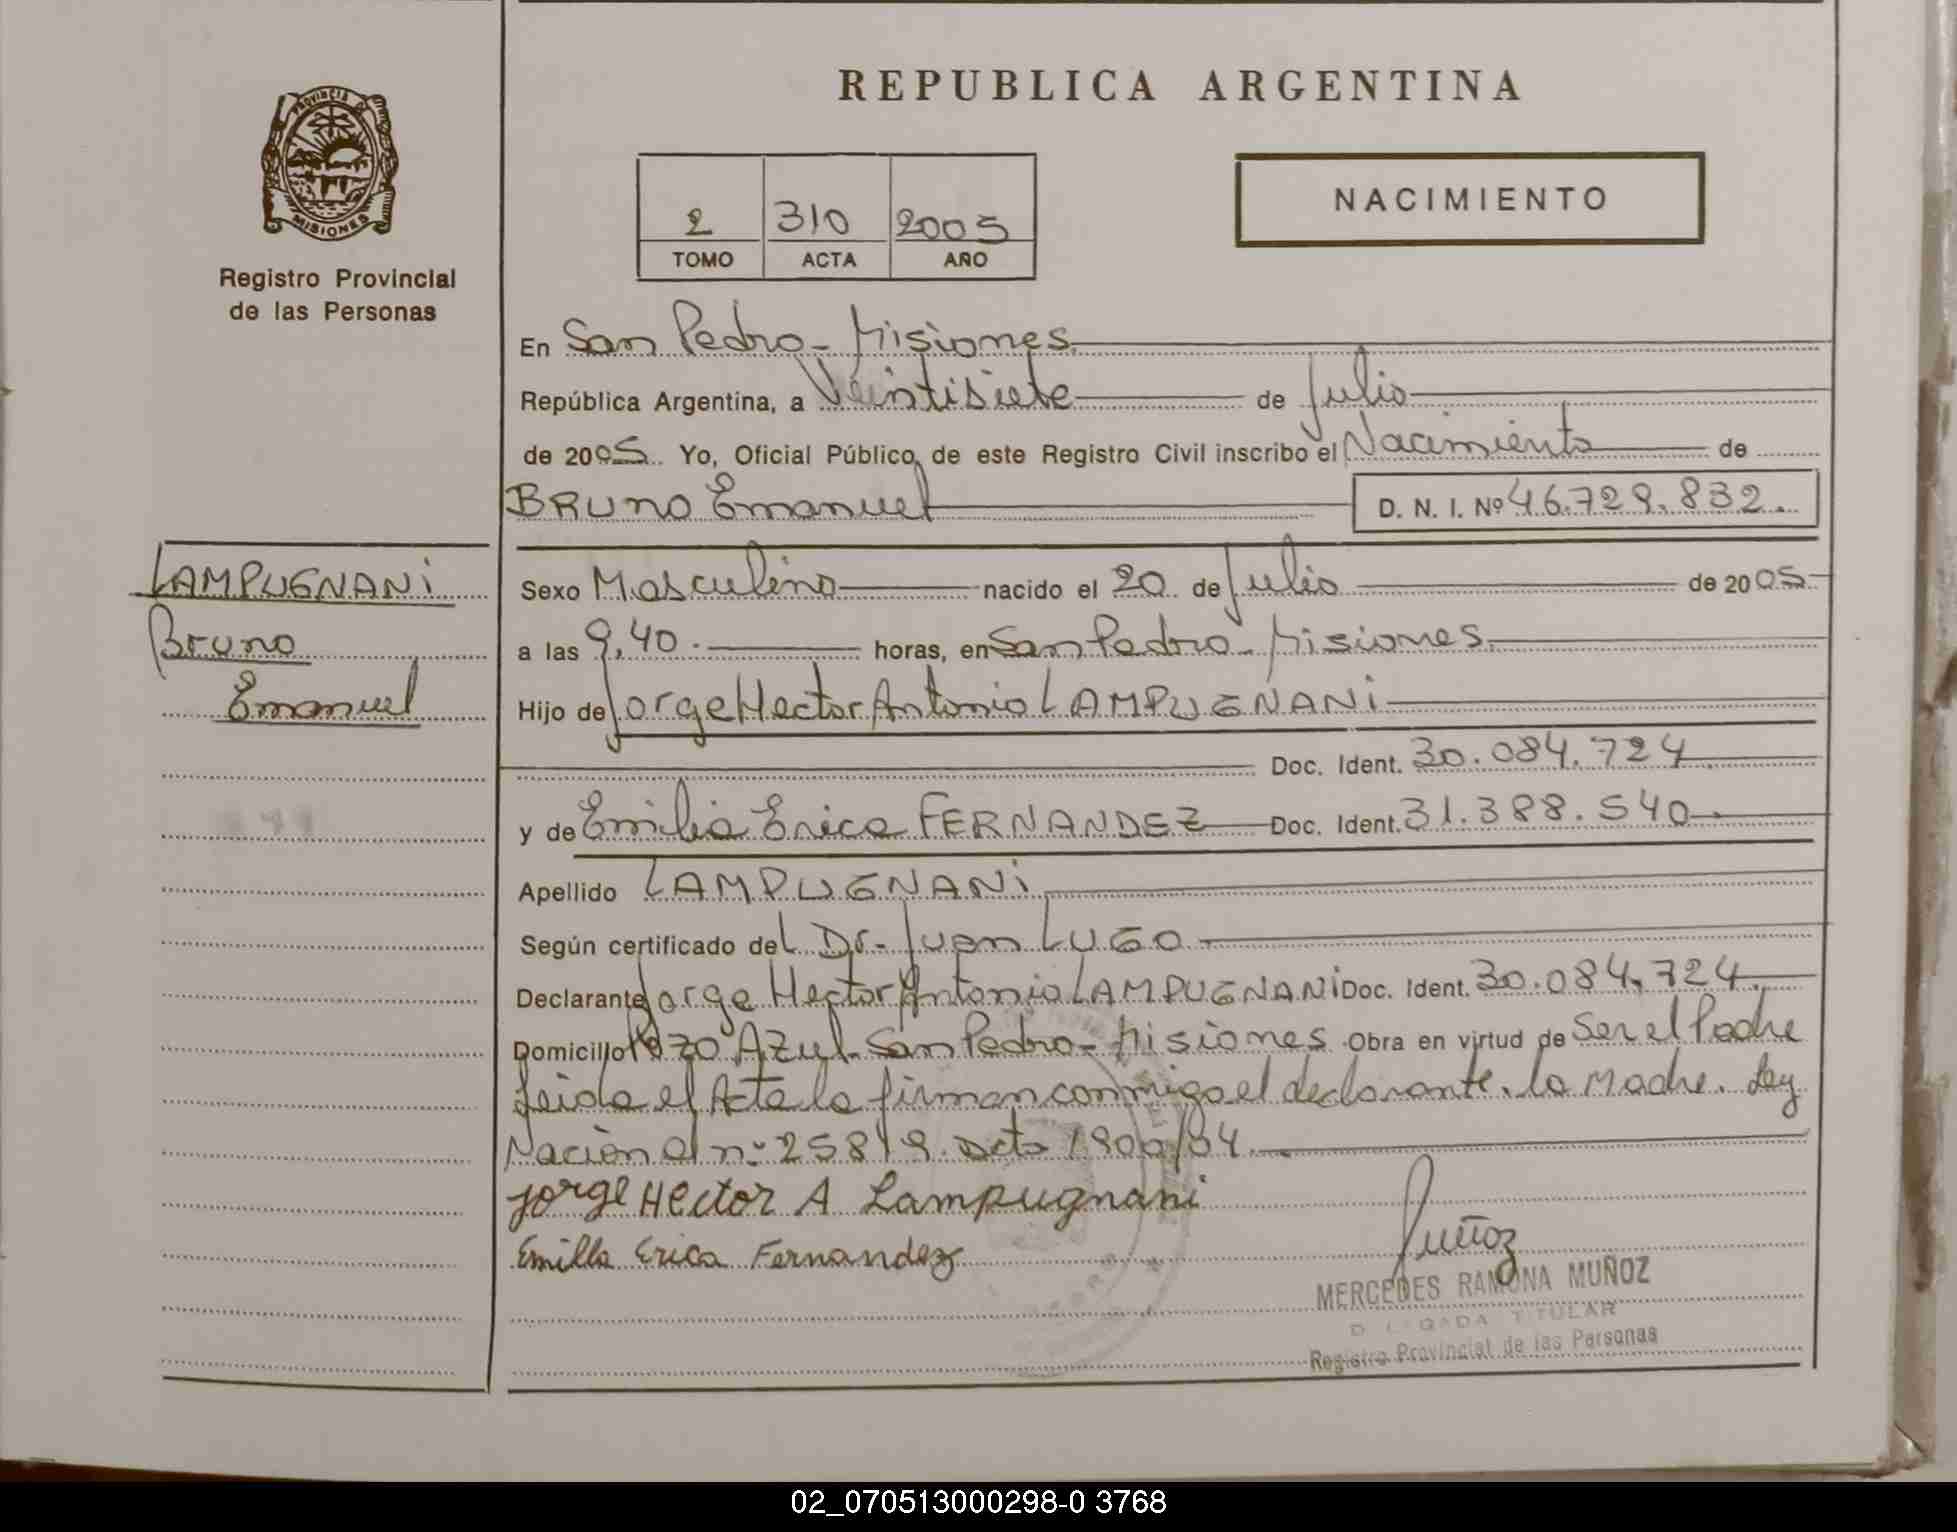 REPUBLICA ARGENTINA
PROVINCIA DE
MISIONES
Registro Provincial
de las Personas
2 310 2005
TOMO ACTA AÑO
NACIMIENTO
En San Pedro - Misiones.
República Argentina, a Veintisiete de Julio
de 2005. Yo, Oficial Público, de este Registro Civil inscribo el Nacimiento de
BRUNO Emanuel D. N. I. Nº 46.729.832.
LAMPUGNANI
Bruno
Emanuel
Sexo Masculino nacido el 20 de Julio de 2005
a las 9,40. horas, en San Pedro - Misiones.
Hijo de Jorge Hector Antonio LAMPUGNANI
Doc. Ident. 30.084.724.
y de Emilia Erica FERNANDEZ Doc. Ident. 31.388.540.
Apellido LAMPUGNANI
Según certificado del Dr. Juan LUGO
Declarante Jorge Hector Antonio LAMPUGNANI Doc. Ident. 30.084.724.
Domicilio Pozo Azul - San Pedro - Misiones Obra en virtud de Ser el Padre
Leida el Acta la firman conmigo el declarante. la Madre. Ley
Nacional nº 25819. Dcto 1900/04.
Jorge Hector A Lampugnani
Emilla Erica Fernandez
Muñoz
MERCEDES RAMONA MUÑOZ
TITULAR
Registro Provincial de las Personas
02_070513000298-0 3768